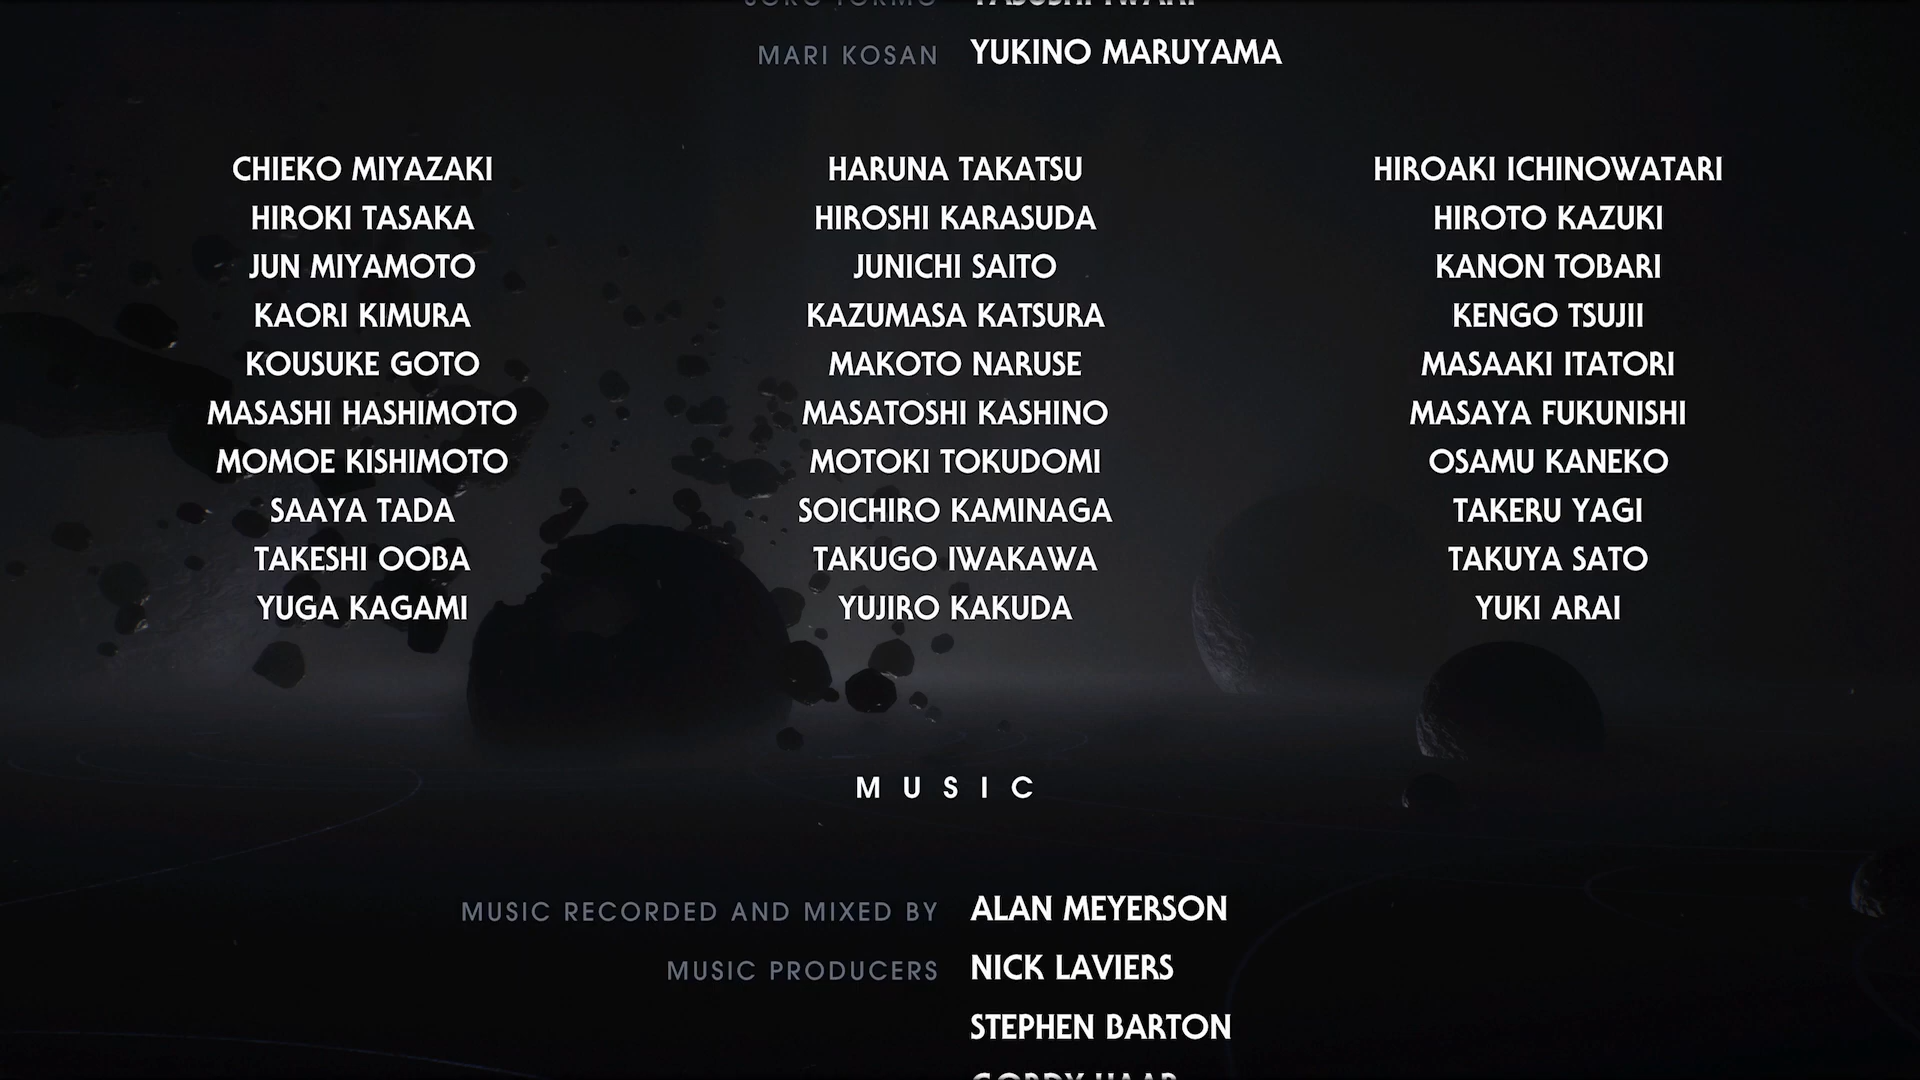 MARI KOSAN YUKINO MARUYAMA
CHIEKO MIYAZAKI HARUNA TAKATSU HIROAKI ICHINOWATARI
HIROKI TASAKA HIROSHI KARASUDA HIROTO KAZUKI
JUN MIYAMOTO JUNICHI SAITO KANON TOBARI
KAORI KIMURA KAZUMASA KATSURA KENGO TSUJII
KOUSUKE GOTO MAKOTO NARUSE MASAAKI ITATORI
MASASHI HASHIMOTO MASATOSHI KASHINO MASAYA FUKUNISHI
MOMOE KISHIMOTO MOTOKI TOKUDOMI OSAMU KANEKO
SAAYA TADA SOICHIRO KAMINAGA TAKERU YAGI
TAKESHI OOBA TAKUGO IWAKAWA TAKUYA SATO
YUGA KAGAMI YUJIRO KAKUDA YUKI ARAI
MUSIC
MUSIC RECORDED AND MIXED BY ALAN MEYERSON
MUSIC PRODUCERS NICK LAVIERS
STEPHEN BARTON